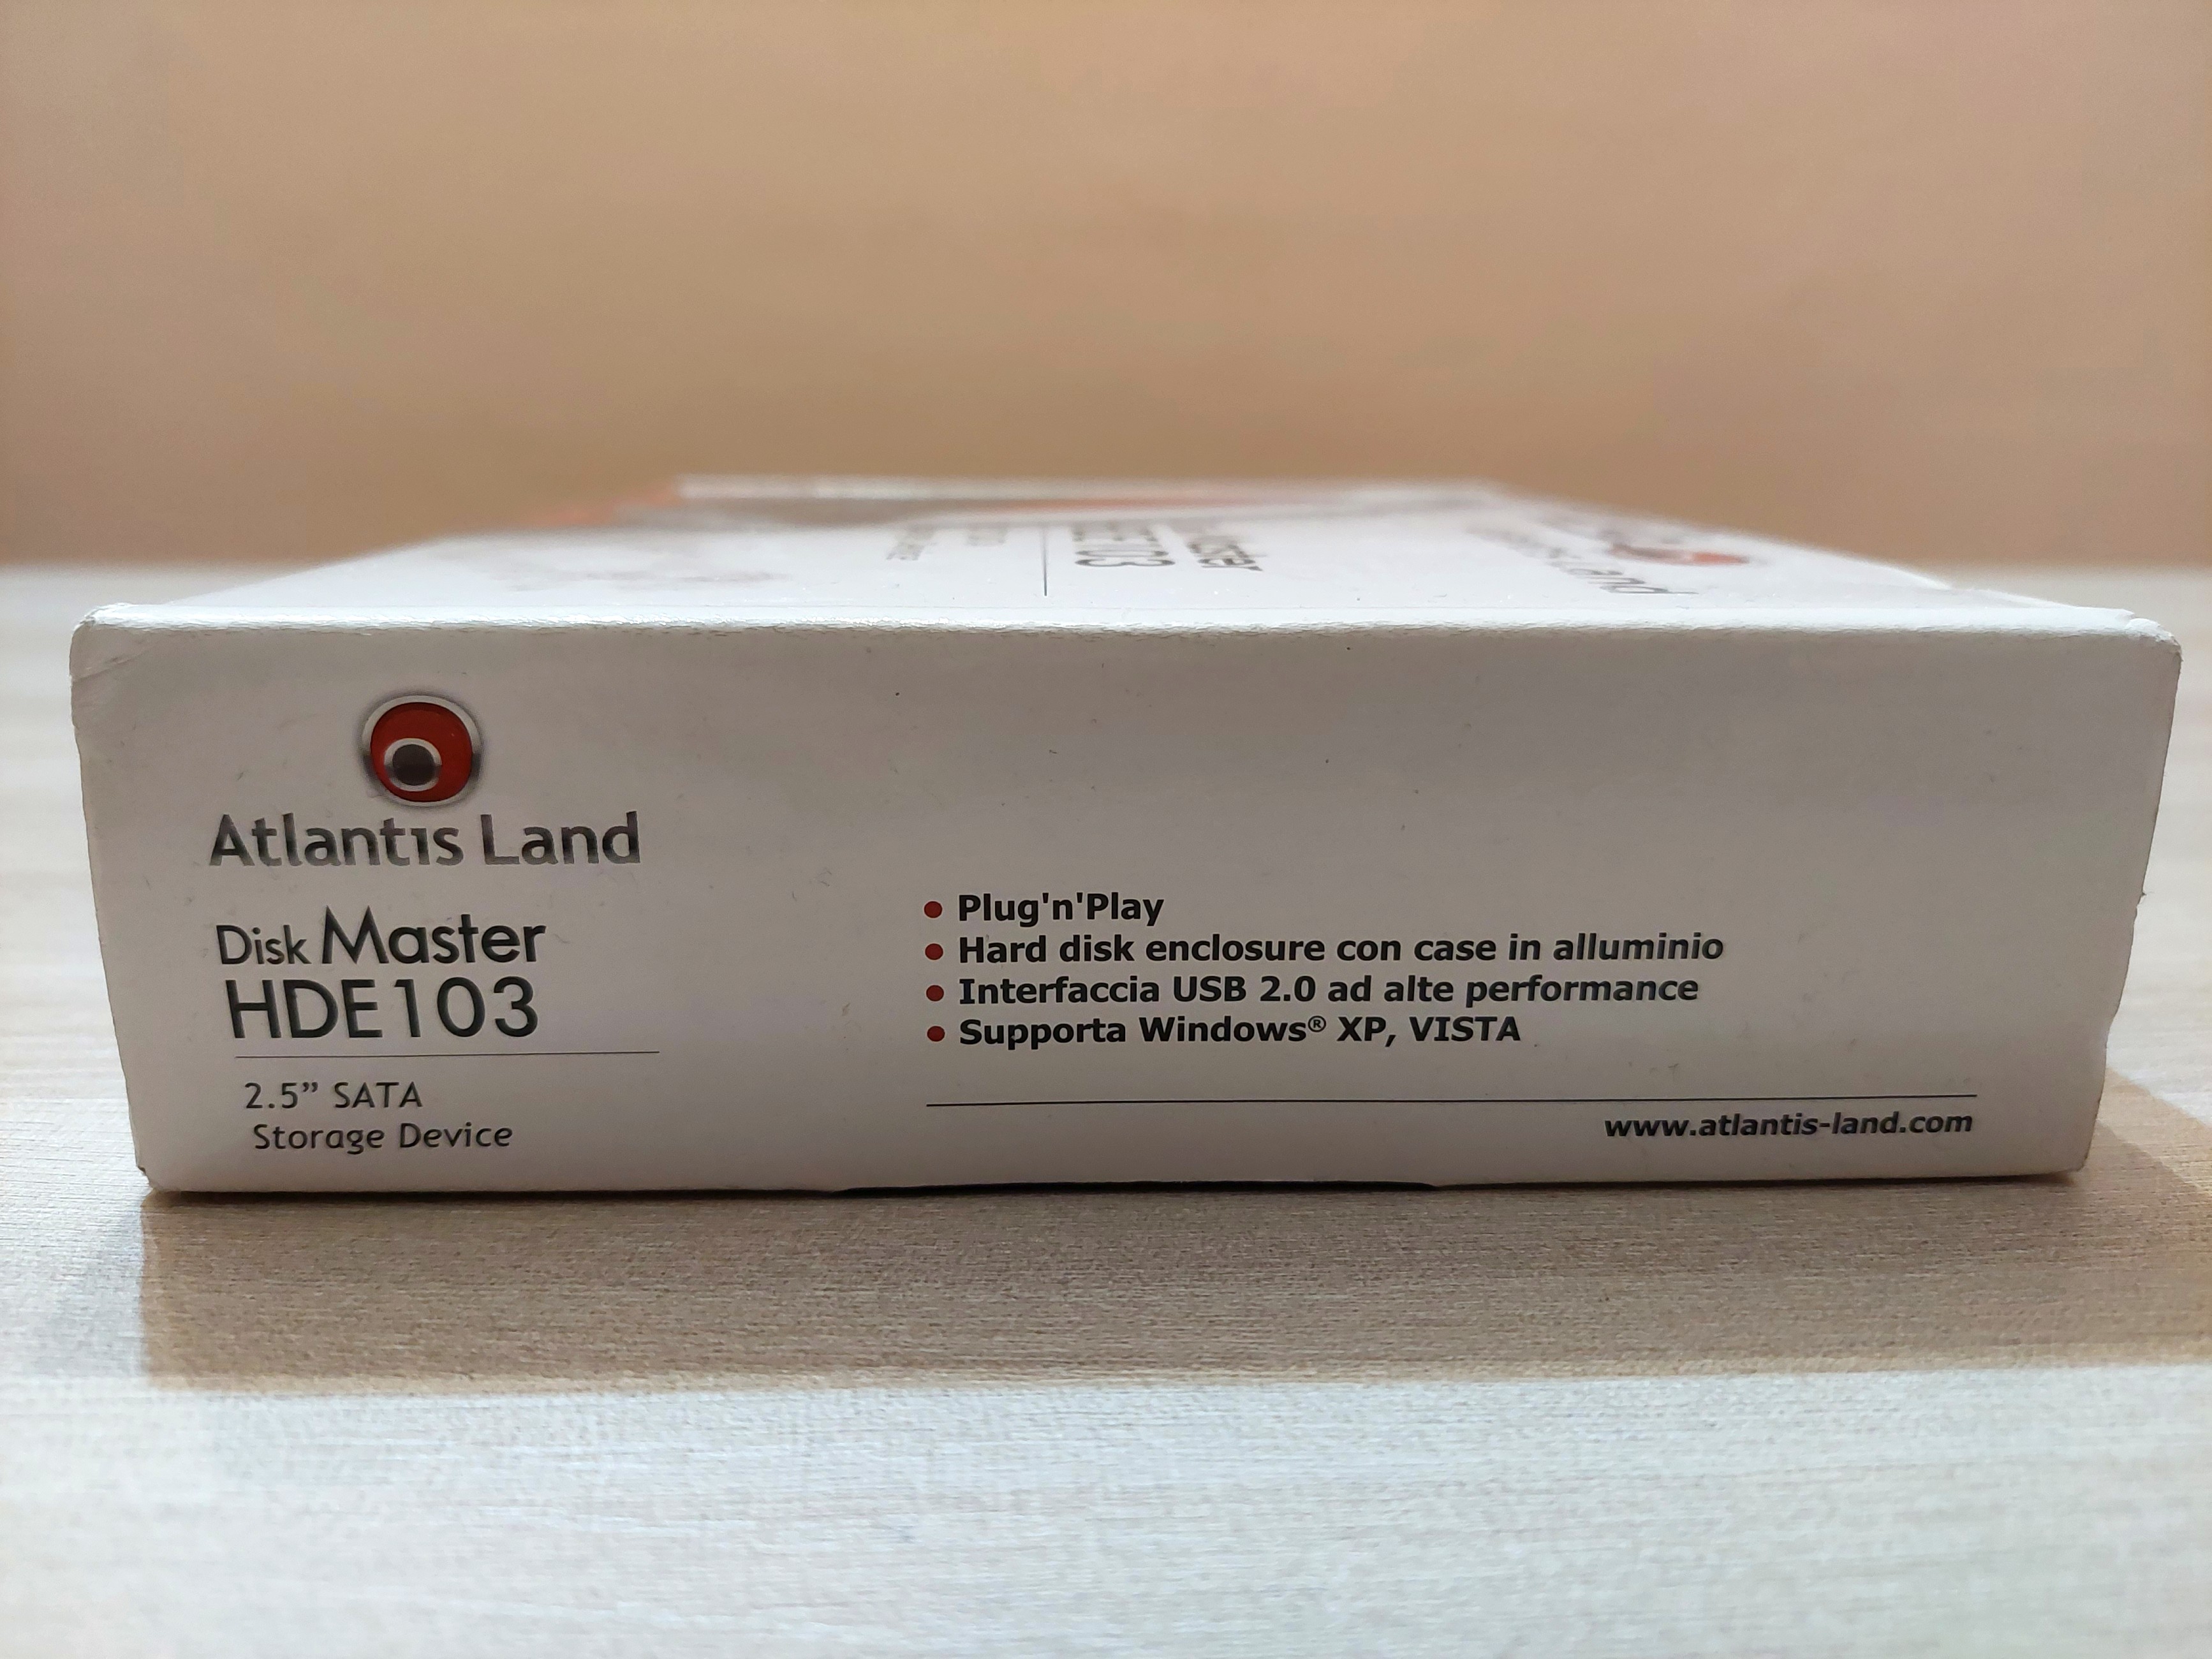 Atlantis Land
Disk Master
HDE103
2.5” SATA
Storage Device
Plug'n'Play
Hard disk enclosure con case in alluminio
Interfaccia USB 2.0 ad alte performance
Supporta Windows® XP, VISTA
www.atlantis-land.com